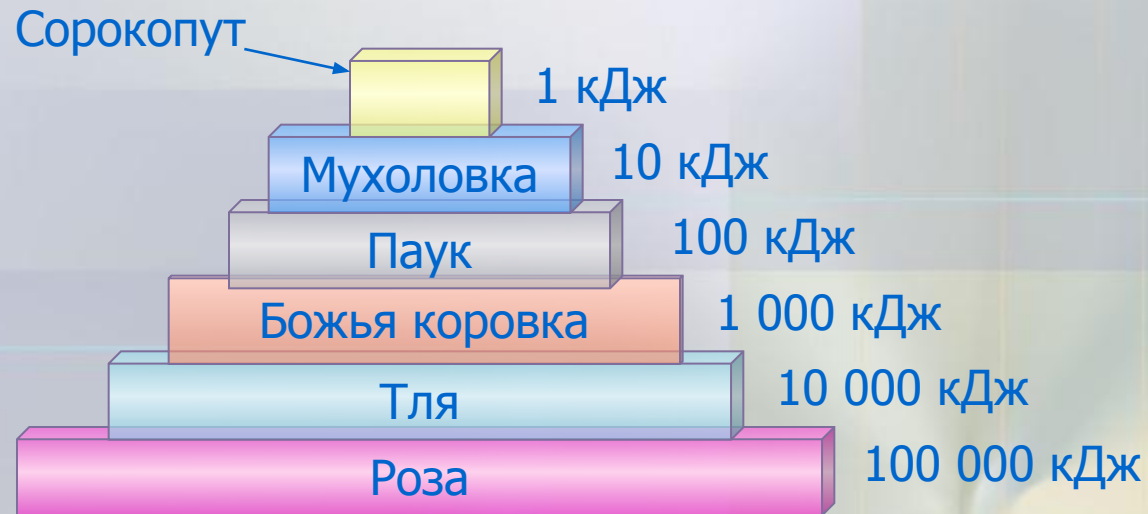 Сорокопут
1 кДж
Мухоловка 10 кДж
Паук 100 кДж
Божья коровка 1 000 кДж
Тля 10 000 кДж
Роза 100 000 кДж